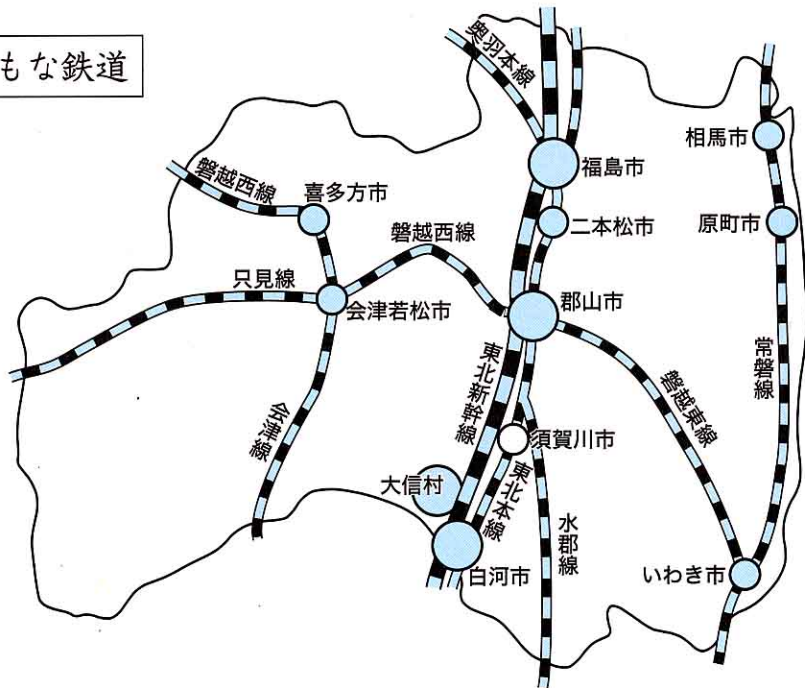 もな鉄道
奥羽本線
相馬市
福島市
磐越西線
喜多方市
二本松市
原町市
磐越西線
只見線
会津若松市
郡山市
常磐線
東北新幹線
磐越東線
会津線
須賀川市
大信村
東北本線
水郡線
白河市
いわき市